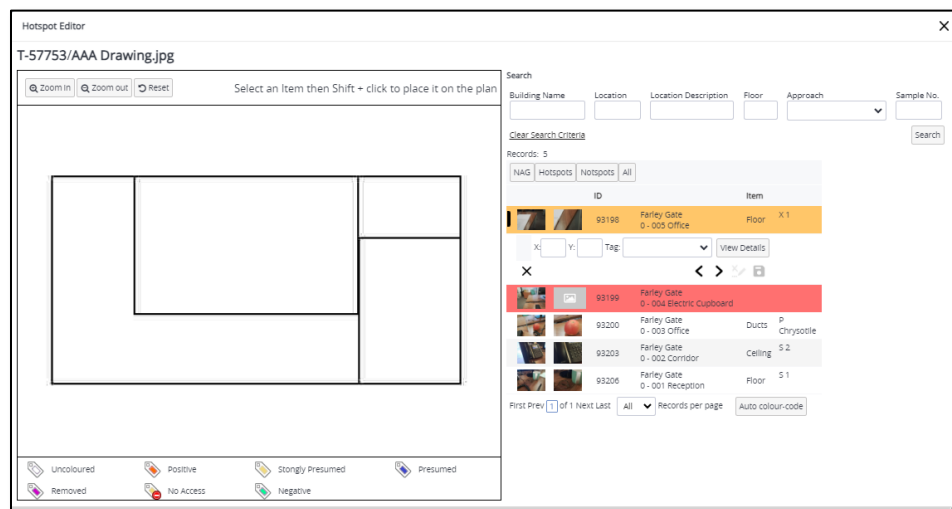 Hotspot Editor
T-57753/AAA Drawing.jpg
Zoom In Zoom out Reset
Select an Item then Shift + click to place it on the plan
Search
Building Name Location Location Description Floor Approach Sample No.
Clear Search Criteria
Search
Records: 5
NAG Hotspots Notspots All
ID Item
93198 Farley Gate
0 - 005 Office Floor X 1
X: Y: Tag: View Details
93199 Farley Gate
0 - 004 Electric Cupboard
93200 Farley Gate
0 - 003 Office Ducts P
Chrysotile
93203 Farley Gate
0 - 002 Corridor Ceiling S 2
93206 Farley Gate
0 - 001 Reception Floor S 1
First Prev 1 of 1 Next Last All Records per page Auto colour-code
Uncoloured Positive Stongly Presumed Presumed
Removed No Access Negative